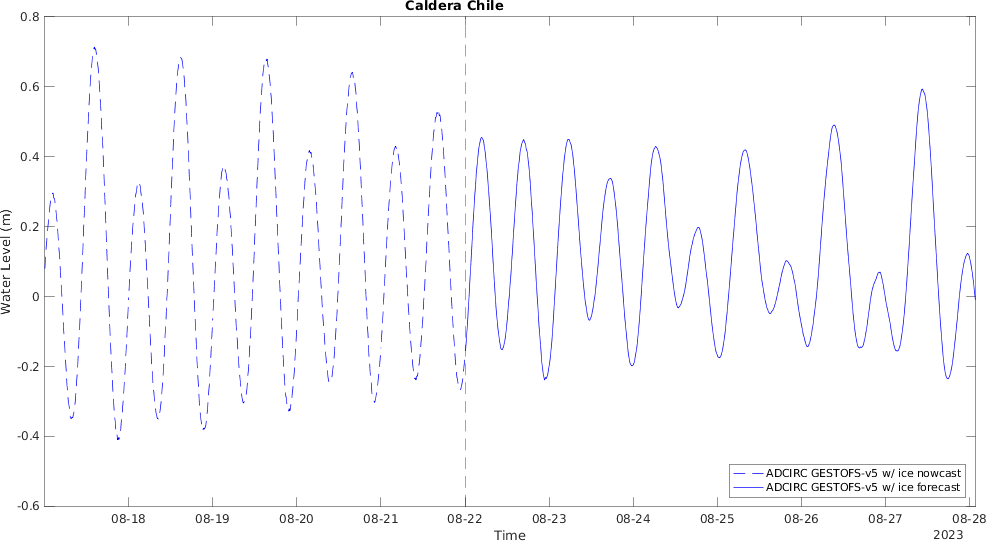 Caldera Chile
Water Level (m)
0.8
0.6
0.4
0.2
0
-0.2
-0.4
-0.6
ADCIRC GESTOFS-v5 w/ ice nowcast
ADCIRC GESTOFS-v5 w/ ice forecast
08-18 08-19 08-20 08-21 08-22 08-23 08-24 08-25 08-26 08-27 08-28
Time
2023